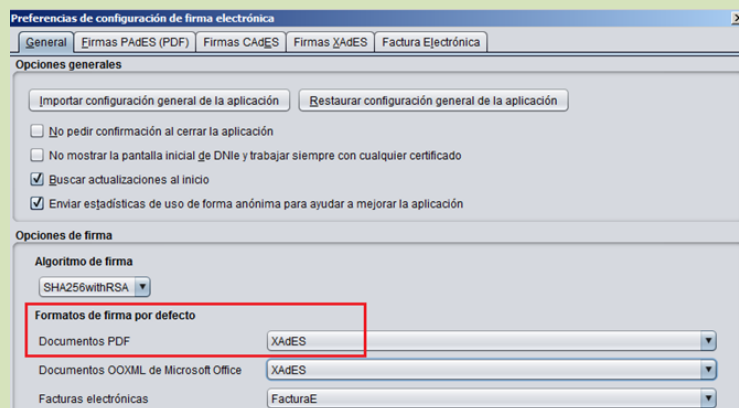 Preferencias de configuración de firma electrónica
General Firmas PAdES (PDF) Firmas CAdES Firmas XAdES Factura Electrónica
Opciones generales
Importar configuración general de la aplicación Restaurar configuración general de la aplicación
No pedir confirmación al cerrar la aplicación
No mostrar la pantalla inicial de DNIe y trabajar siempre con cualquier certificado
Buscar actualizaciones al inicio
Enviar estadísticas de uso de forma anónima para ayudar a mejorar la aplicación
Opciones de firma
Algoritmo de firma
SHA256withRSA
Formatos de firma por defecto
Documentos PDF XAdES
Documentos OOXML de Microsoft Office XAdES
Facturas electrónicas FacturaE